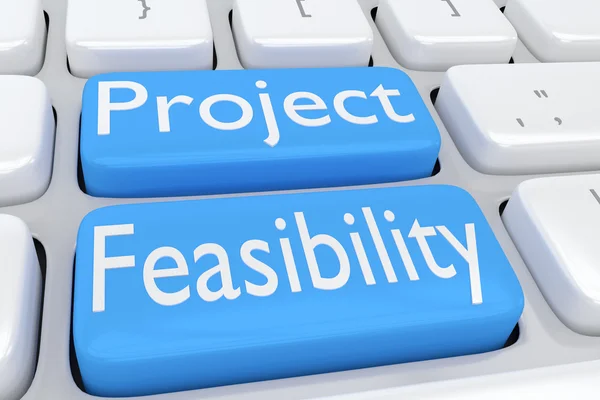 } { ]
Project
" '
Feasibility